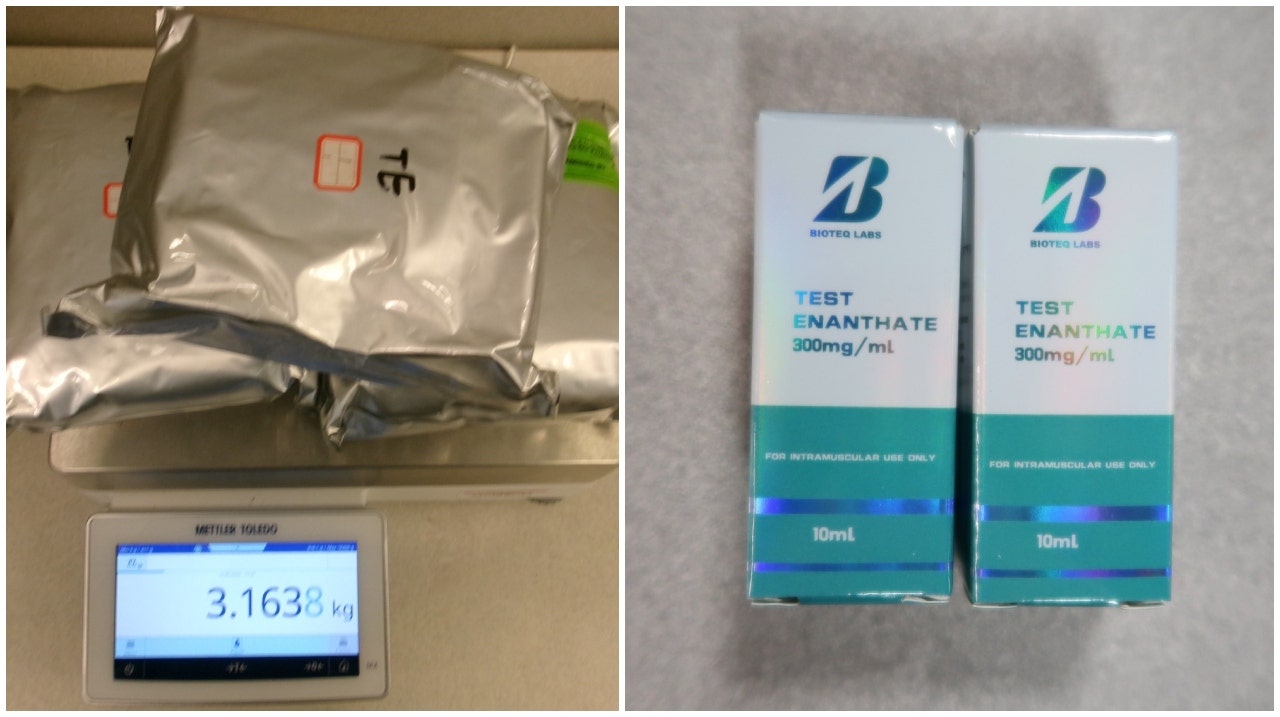 TE
METTLER TOLEDO
3.1638 kg
BIOTEQ LABS
TEST
ENANTHATE
300mg/ml
FOR INTRAMUSCULAR USE ONLY
10ml
BIOTEQ LABS
TEST
ENANTHATE
300mg/ml
FOR INTRAMUSCULAR USE ONLY
10ml